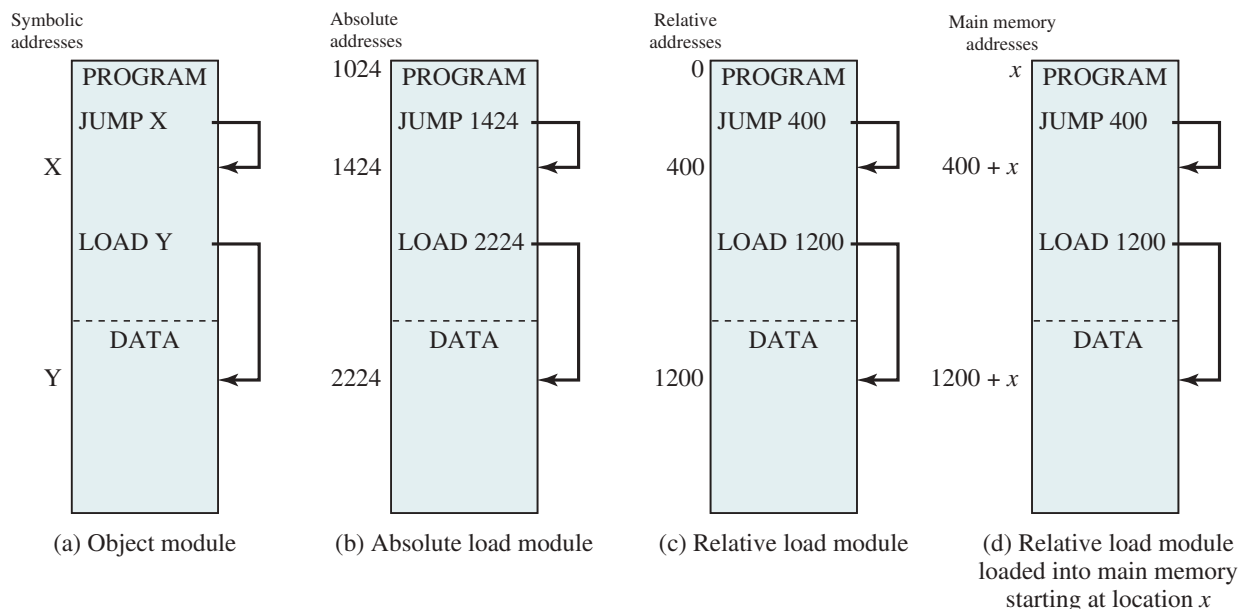 Symbolic
addresses
PROGRAM
JUMP X
X
LOAD Y
DATA
Y
(a) Object module
Absolute
addresses
1024
PROGRAM
JUMP 1424
1424
LOAD 2224
DATA
2224
(b) Absolute load module
Relative
addresses
0
PROGRAM
JUMP 400
400
LOAD 1200
DATA
1200
(c) Relative load module
Main memory
addresses
x
PROGRAM
JUMP 400
400 + x
LOAD 1200
DATA
1200 + x
(d) Relative load module
loaded into main memory
starting at location x